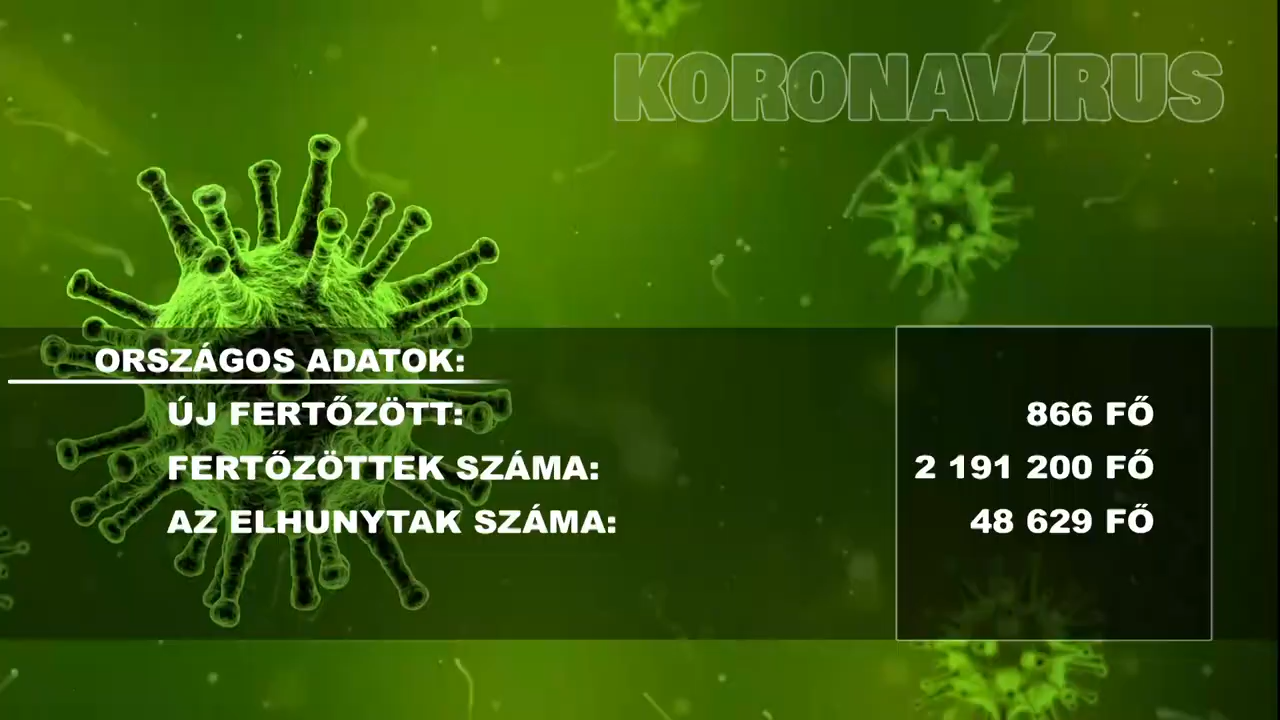 KORONAVÍRUS
ORSZÁGOS ADATOK:
ÚJ FERTŐZÖTT: 866 FŐ
FERTŐZÖTTEK SZÁMA: 2 191 200 FŐ
AZ ELHUNYTAK SZÁMA: 48 629 FŐ